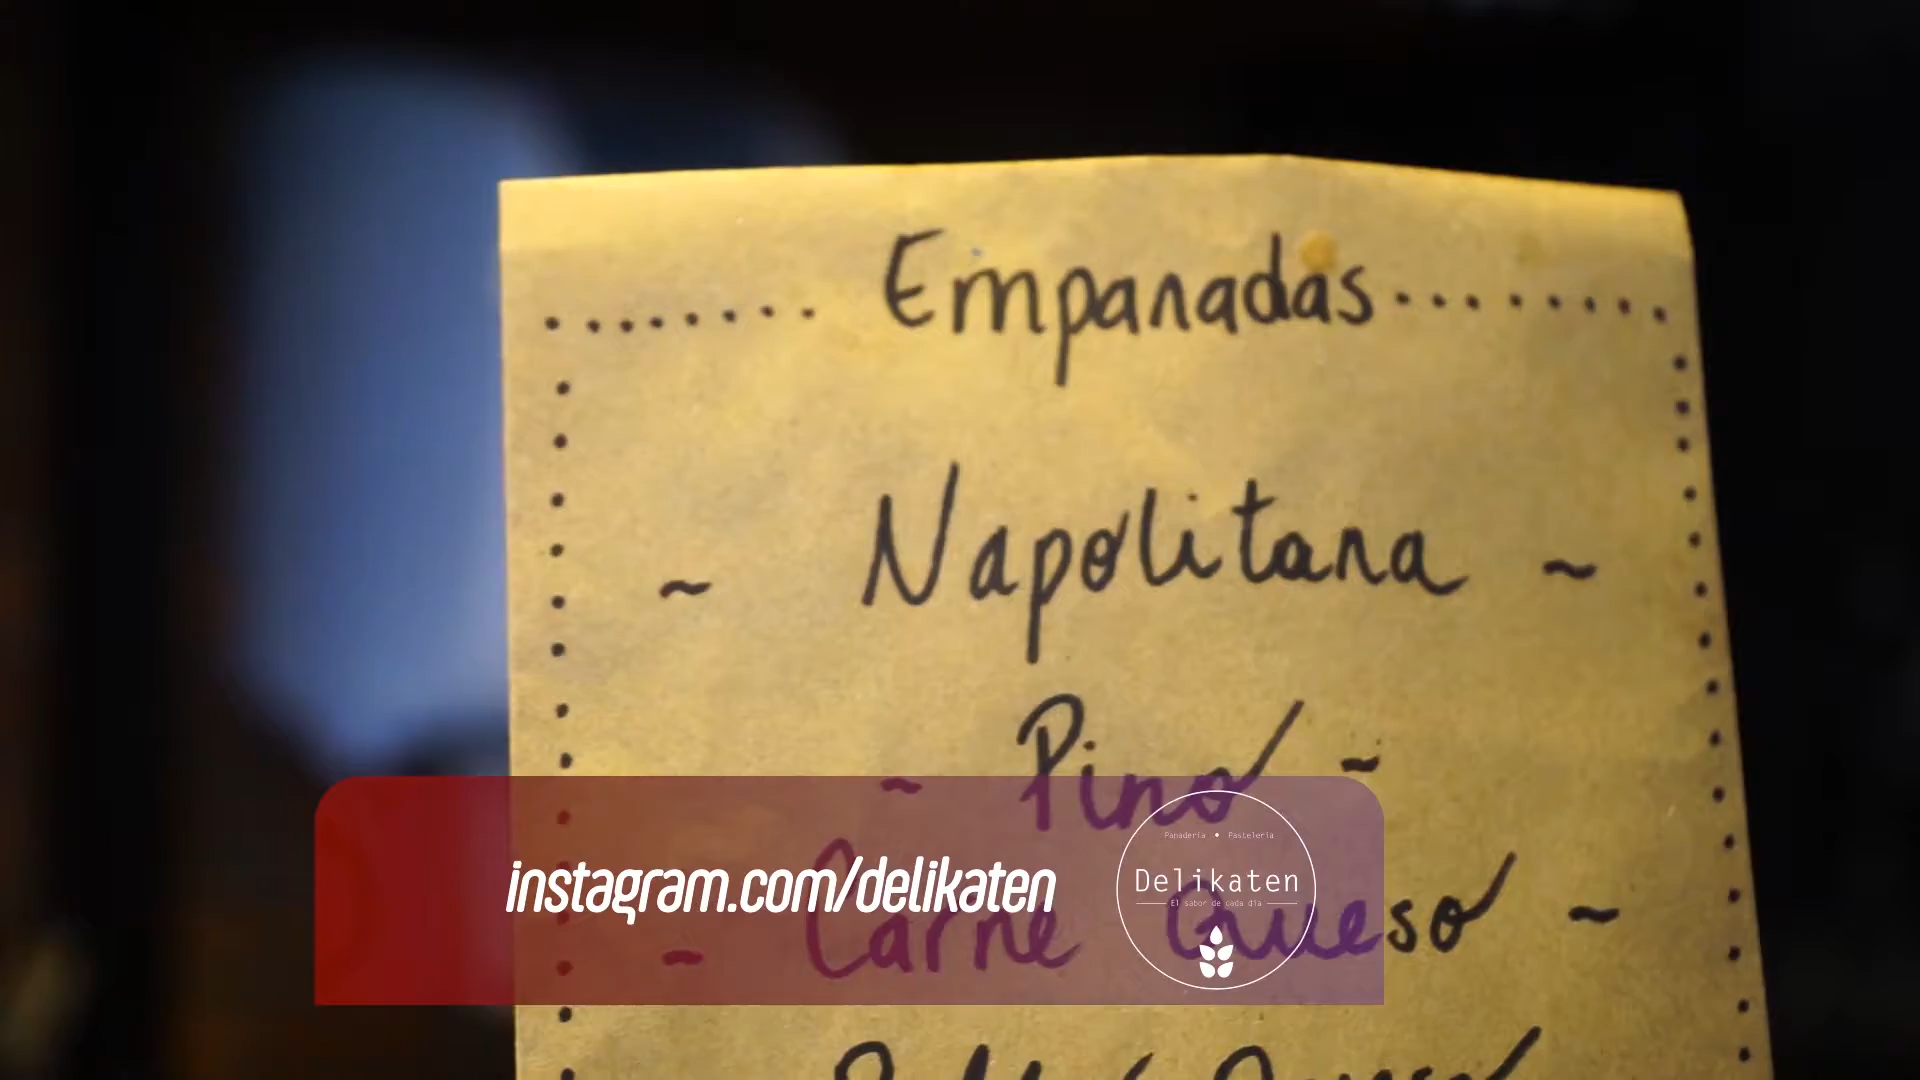 Empanadas
~ Napolitana ~
~ Pino ~
~ Carne Queso ~
instagram.com/delikaten
Panadería • Pastelería
Delikaten
El sabor de cada día